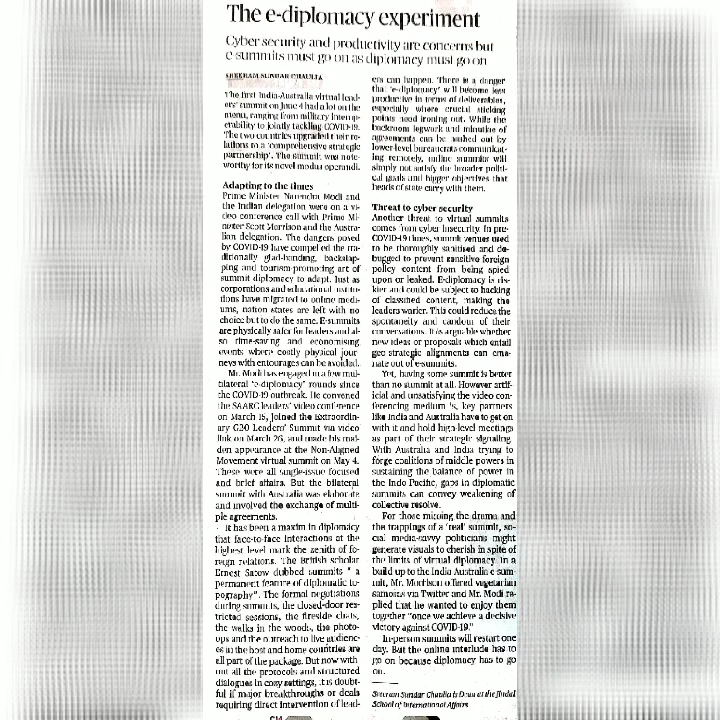 The e-diplomacy experiment
Cyber security and productivity are concerns but
e-summits must go on as diplomacy must go on
SREERAM SUNDAR CHAULIA
The first India-Australia virtual lead-
ers' summit on June 4 had a lot on the
menu, ranging from military interop-
erability to jointly tackling COVID-19.
The two countries upgraded their re-
lations to a 'comprehensive strategic
partnership'. The summit was note-
worthy for its novel modus operandi.
Adapting to the times
Prime Minister Narendra Modi and
the Indian delegation were on a vi-
deo conference call with Prime Mi-
nister Scott Morrison and the Austra-
lian delegation. The dangers posed
by COVID-19 have compelled the tra-
ditionally glad-handing, backslap-
ping and tourism-promoting art of
summit diplomacy to adapt. Just as
corporations and educational institu-
tions have migrated to online medi-
ums, nation states are left with no
choice but to do the same. E-summits
are physically safer for leaders and al-
so time-saving and economising
events where costly physical jour-
neys with entourages can be avoided.
Mr. Modi has engaged in a few mul-
tilateral 'e-diplomacy' rounds since
the COVID-19 outbreak. He convened
the SAARC leaders' video conference
on March 15, joined the Extraordin-
ary G20 Leaders' Summit via video
link on March 26, and made his mai-
den appearance at the Non-Aligned
Movement virtual summit on May 4.
These were all single-issue focused
and brief affairs. But the bilateral
summit with Australia was elaborate
and involved the exchange of multi-
ple agreements.
It has been a maxim in diplomacy
that face-to-face interactions at the
highest level mark the zenith of fo-
reign relations. The British scholar
Ernest Satow dubbed summits " a
permanent feature of diplomatic to-
pography". The formal negotiations
during summits, the closed-door res-
tricted sessions, the fireside chats,
the walks in the woods, the photo-
ops and the outreach to live audienc-
es in the host and home countries are
all part of the package. But now with-
out all the protocols and structured
dialogues in cosy settings, it is doubt-
ful if major breakthroughs or deals
requiring direct intervention of lead-
ers can happen. There is a danger
that 'e-diplomacy' will become less
productive in terms of deliverables,
especially where crucial sticking
points need ironing out. While the
backroom legwork and minutiae of
agreements can be arrived out by
lower-level bureaucrats communicat-
ing remotely, online summits will
simply not satisfy the broader politi-
cal goals and bigger objectives that
heads of state carry with them.
Threat to cyber security
Another threat to virtual summits
comes from cyber insecurity. In pre-
COVID-19 times, summit venues used
to be thoroughly sanitised and de-
bugged to prevent sensitive foreign
policy content from being spied
upon or leaked. E-diplomacy is ris-
kier and could be subject to hacking
of classified content, making the
leaders warier. This could reduce the
spontaneity and candour of their
conversations. It is arguable whether
new ideas or proposals which entail
geo strategic alignments can ema-
nate out of e-summits.
Yet, having some summit is better
than no summit at all. However artif-
icial and unsatisfying the video con-
ferencing medium is, key partners
like India and Australia have to get on
with it and hold high-level meetings
as part of their strategic signaling.
With Australia and India trying to
forge coalitions of middle powers in
sustaining the balance of power in
the Indo Pacific, gaps in diplomatic
summits can convey weakening of
collective resolve.
For those missing the drama and
the trappings of a 'real' summit, so-
cial media-savvy politicians might
generate visuals to cherish in spite of
the limits of virtual diplomacy. In a
build up to the India Australia e sum-
mit, Mr. Morrison offered vegetarian
samosas via Twitter and Mr. Modi re-
plied that he wanted to enjoy them
together "once we achieve a decisive
victory against COVID-19."
In-person summits will restart one
day. But the online interlude has to
go on because diplomacy has to go
on.
Sreeram Sundar Chaulia is Dean at the Jindal
School of International Affairs
CM